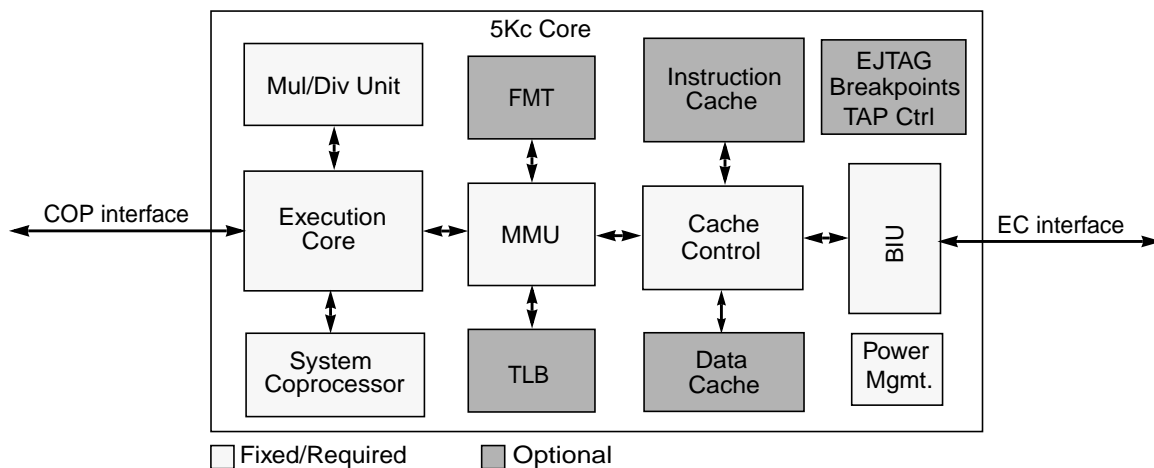 5Kc Core
Mul/Div Unit
FMT
Instruction
Cache
EJTAG
Breakpoints
TAP Ctrl
COP interface
Execution
Core
MMU
Cache
Control
BIU
EC interface
System
Coprocessor
TLB
Data
Cache
Power
Mgmt.
Fixed/Required
Optional